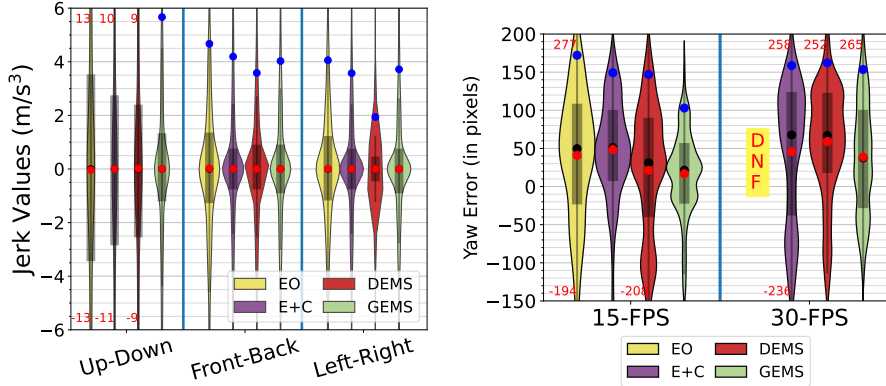 Jerk Values (m/s³)
6
4
2
0
−2
−4
−6
13 10 9
-13 -11 -9
Up-Down
Front-Back
Left-Right
EO
E+C
DEMS
GEMS
Yaw Error (in pixels)
200
150
100
50
0
−50
−100
−150
277
-194
-208
258 252 265
-236
D
N
F
15-FPS
30-FPS
EO
E+C
DEMS
GEMS